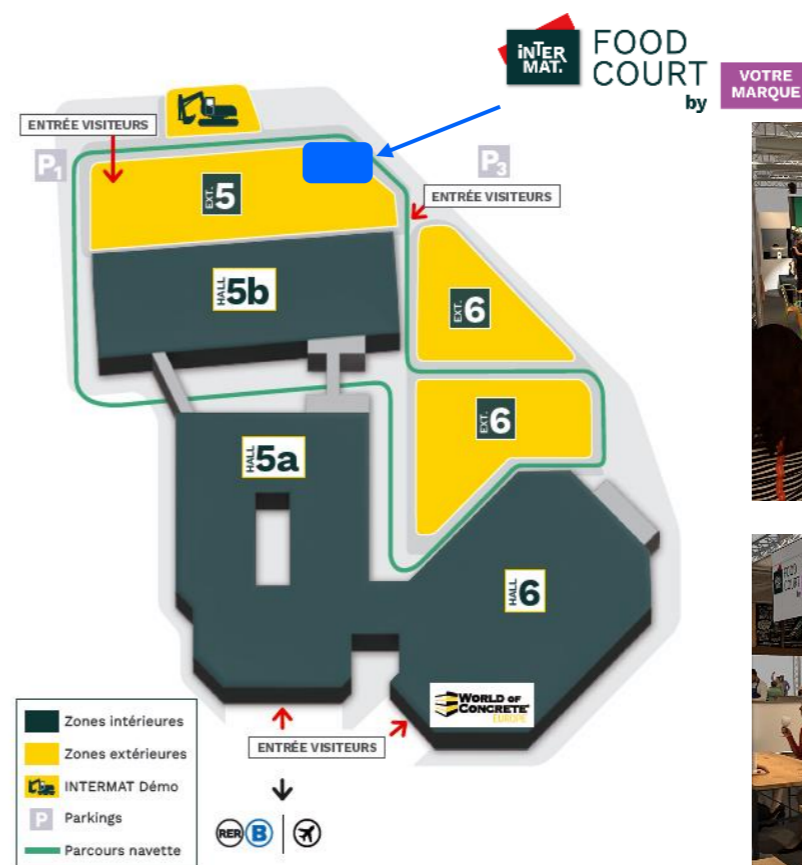 INTER
MAT.
FOOD
COURT
by
VOTRE
MARQUE
ENTRÉE VISITEURS
P1
EXT. 5
P3
ENTRÉE VISITEURS
HALL 5b
EXT. 6
EXT. 6
HALL 5a
HALL 6
WORLD OF
CONCRETE
EUROPE
ENTRÉE VISITEURS
RER B
Zones intérieures
Zones extérieures
INTERMAT Démo
P Parkings
Parcours navette
FOOD
COURT